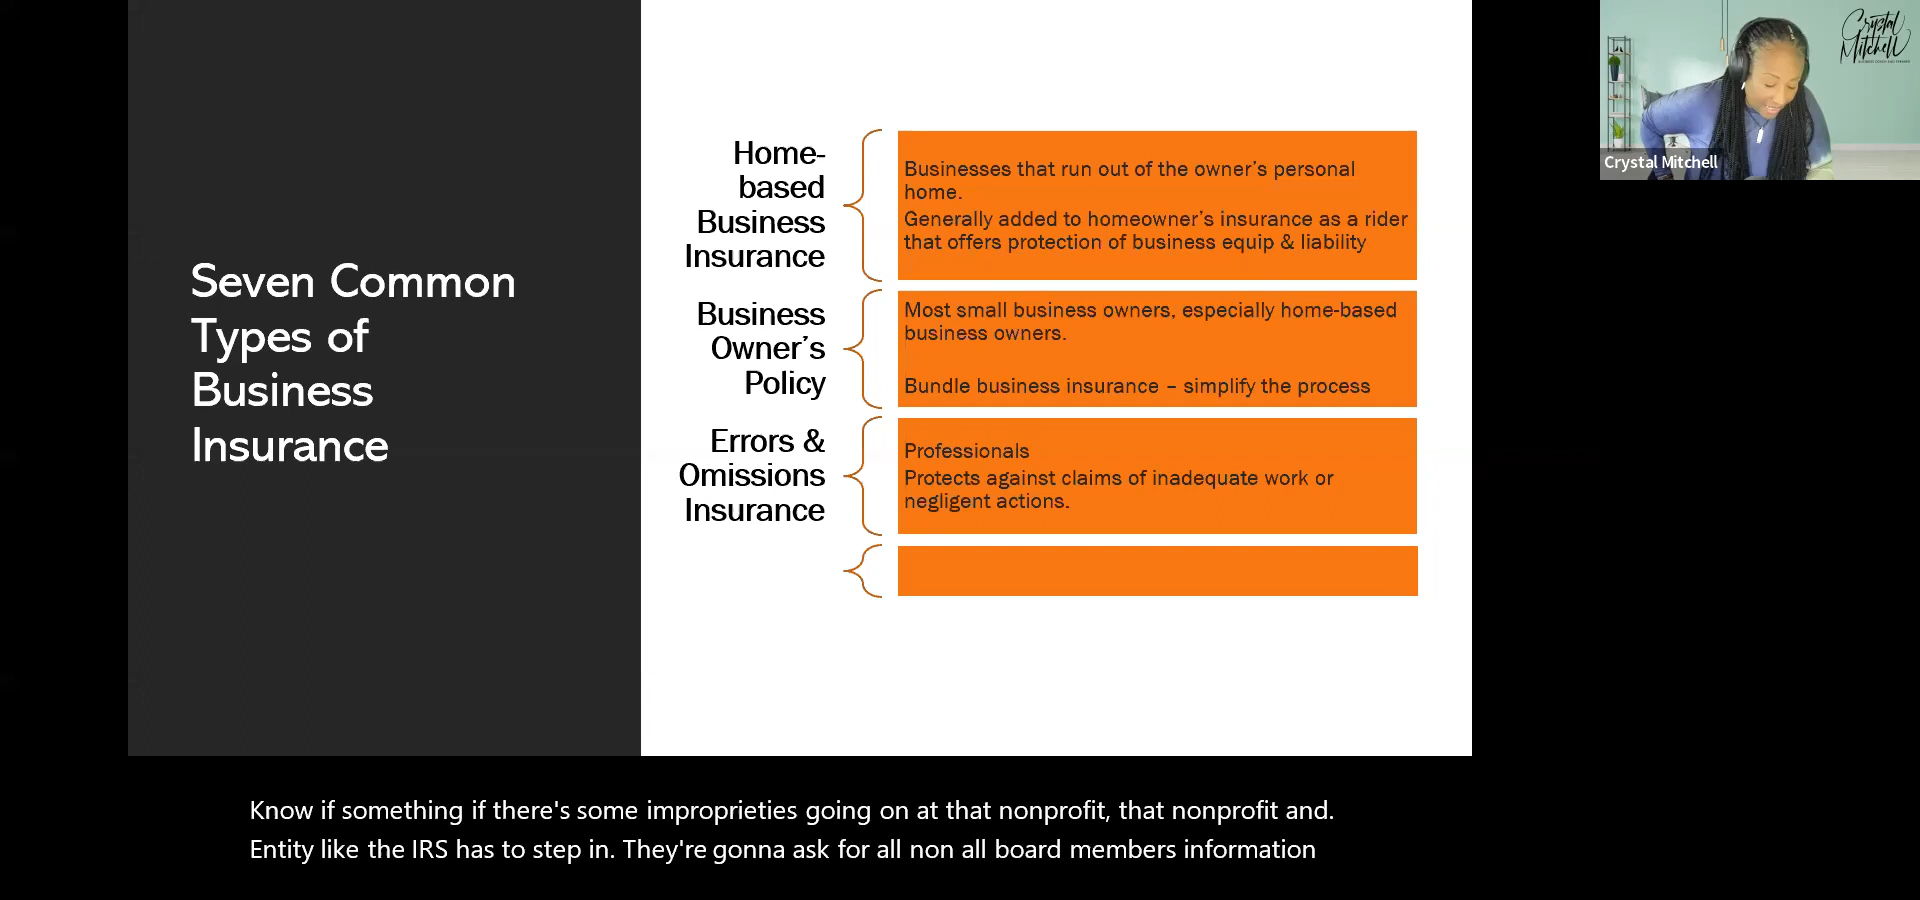 Seven Common
Types of
Business
Insurance
Home-
based
Business
Insurance
Businesses that run out of the owner's personal
home.
Generally added to homeowner's insurance as a rider
that offers protection of business equip & liability
Business
Owner's
Policy
Most small business owners, especially home-based
business owners.
Bundle business insurance – simplify the process
Errors &
Omissions
Insurance
Professionals
Protects against claims of inadequate work or
negligent actions.
Crystal
Mitchell
Crystal Mitchell
Know if something if there's some improprieties going on at that nonprofit, that nonprofit and.
Entity like the IRS has to step in. They're gonna ask for all non all board members information